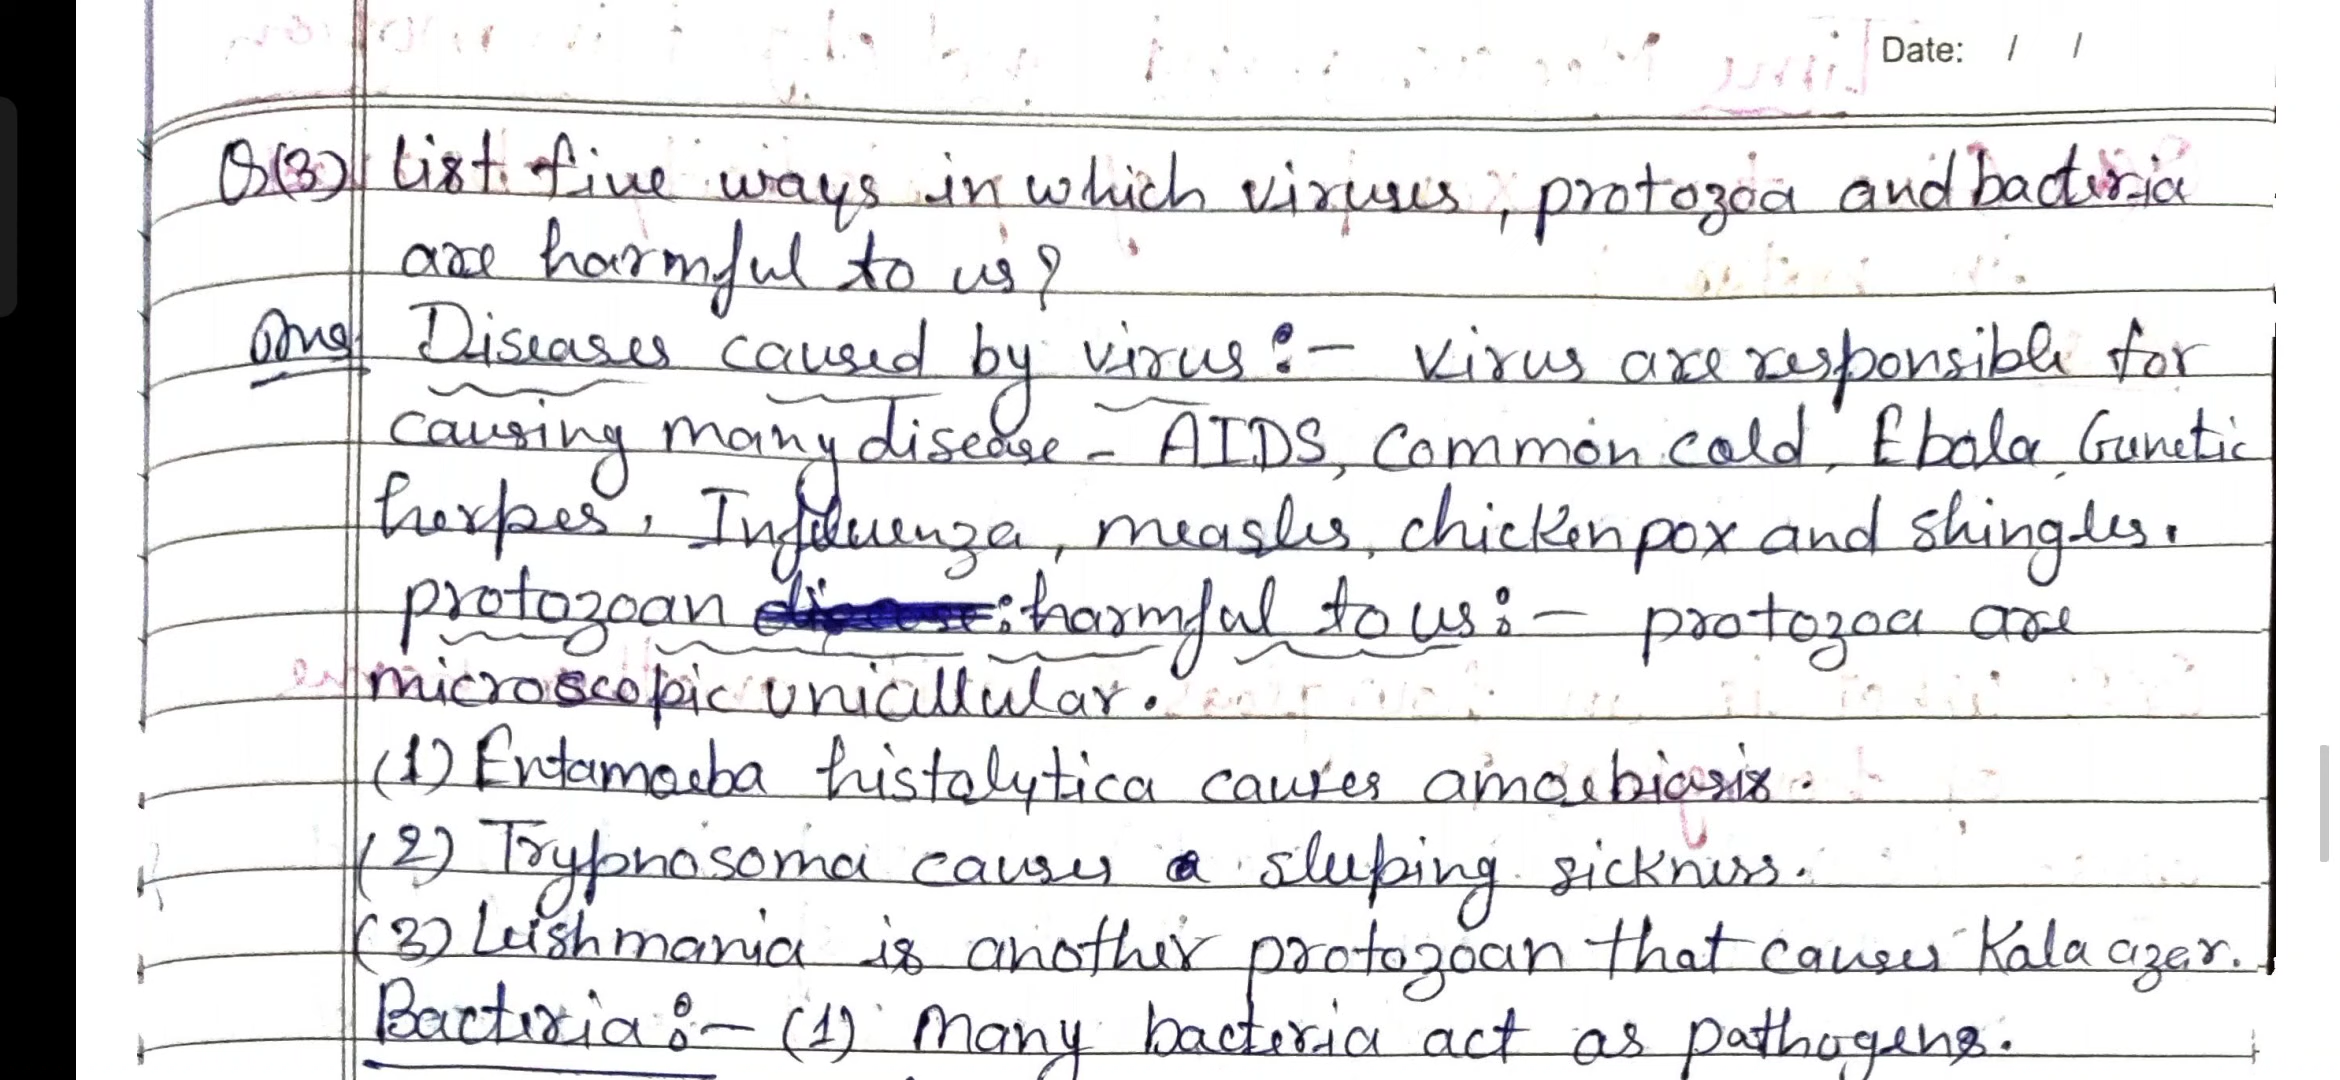 Date: / /
Q(3) List five ways in which viruses, protozoa and bacteria
are harmful to us?
Ans Diseases caused by virus :- Virus are responsible for
causing many disease - AIDS, Common cold, Ebola, Gunetic
herpes, Influenza, measles, chicken pox and shingles.
protozoan : harmful to us :- protozoa are
microscopic unicellular.
(1) Entamoeba histolytica causes amoebiasis.
(2) Trypnosoma causes a sleeping sickness.
(3) Leishmania is another protozoan that causes Kala azar.
Bacteria :- (1) Many bacteria act as pathogens.